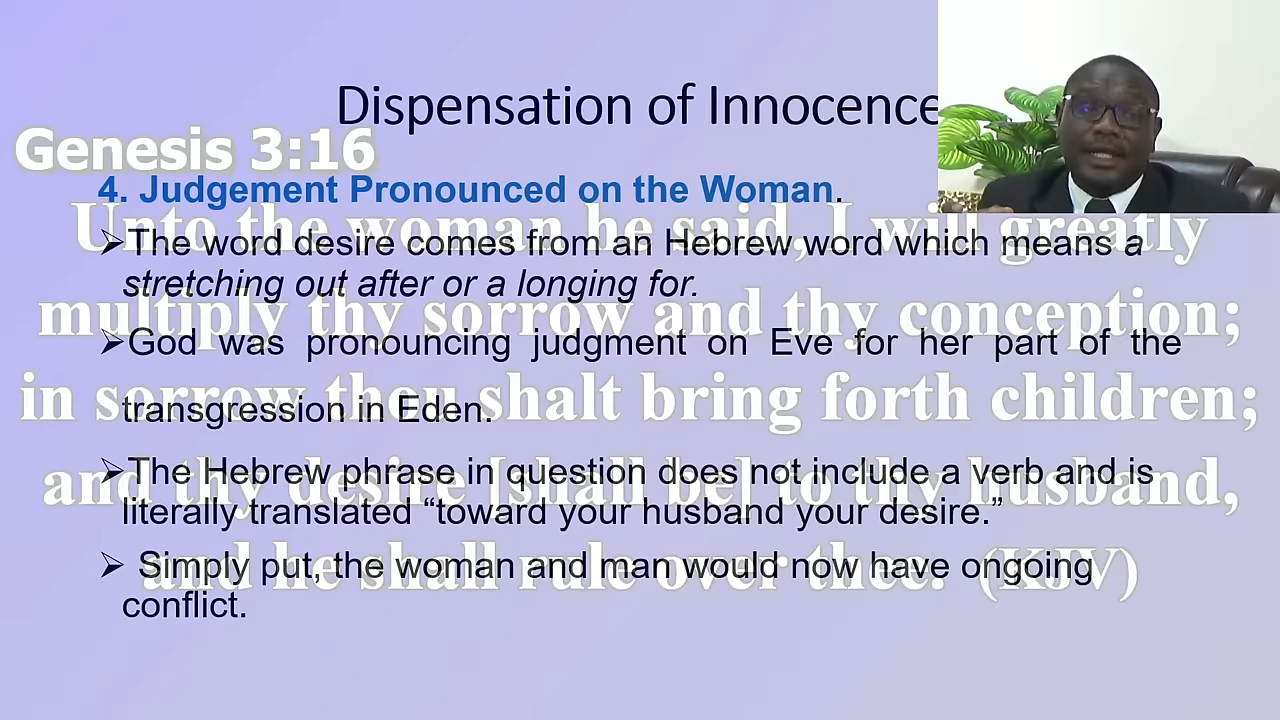 Dispensation of Innocence
Genesis 3:16
4. Judgement Pronounced on the Woman.
Unto the woman he said, I will greatly
➢The word desire comes from an Hebrew word which means a
stretching out after or a longing for.
multiply thy sorrow and thy conception;
➢God was pronouncing judgment on Eve for her part of the
in sorrow thou shalt bring forth children;
transgression in Eden.
➢The Hebrew phrase in question does not include a verb and is
and thy desire [shall be] to thy husband,
literally translated “toward your husband your desire.”
➢ Simply put, the woman and man would now have ongoing
and he shall rule over thee. (KJV)
conflict.